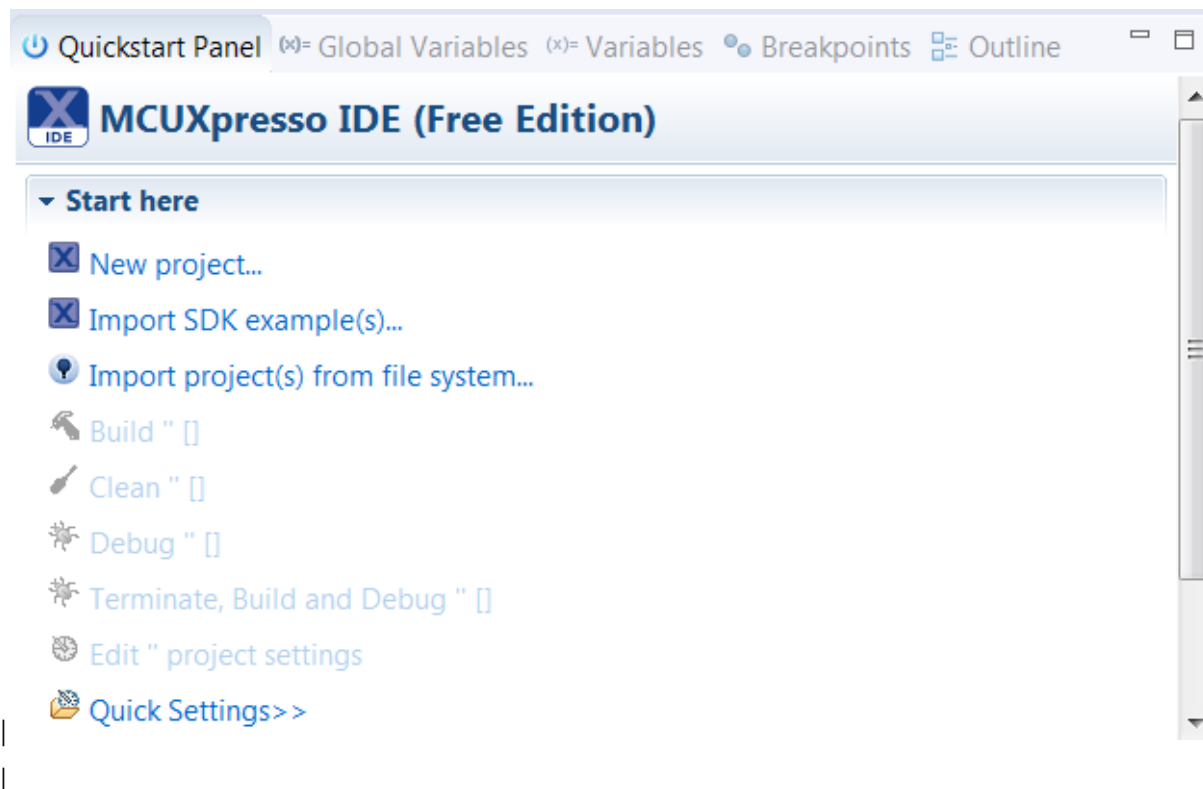 Quickstart Panel (x)= Global Variables (x)= Variables Breakpoints Outline
IDE MCUXpresso IDE (Free Edition)
Start here
New project...
Import SDK example(s)...
Import project(s) from file system...
Build '' []
Clean '' []
Debug '' []
Terminate, Build and Debug '' []
Edit '' project settings
Quick Settings>>